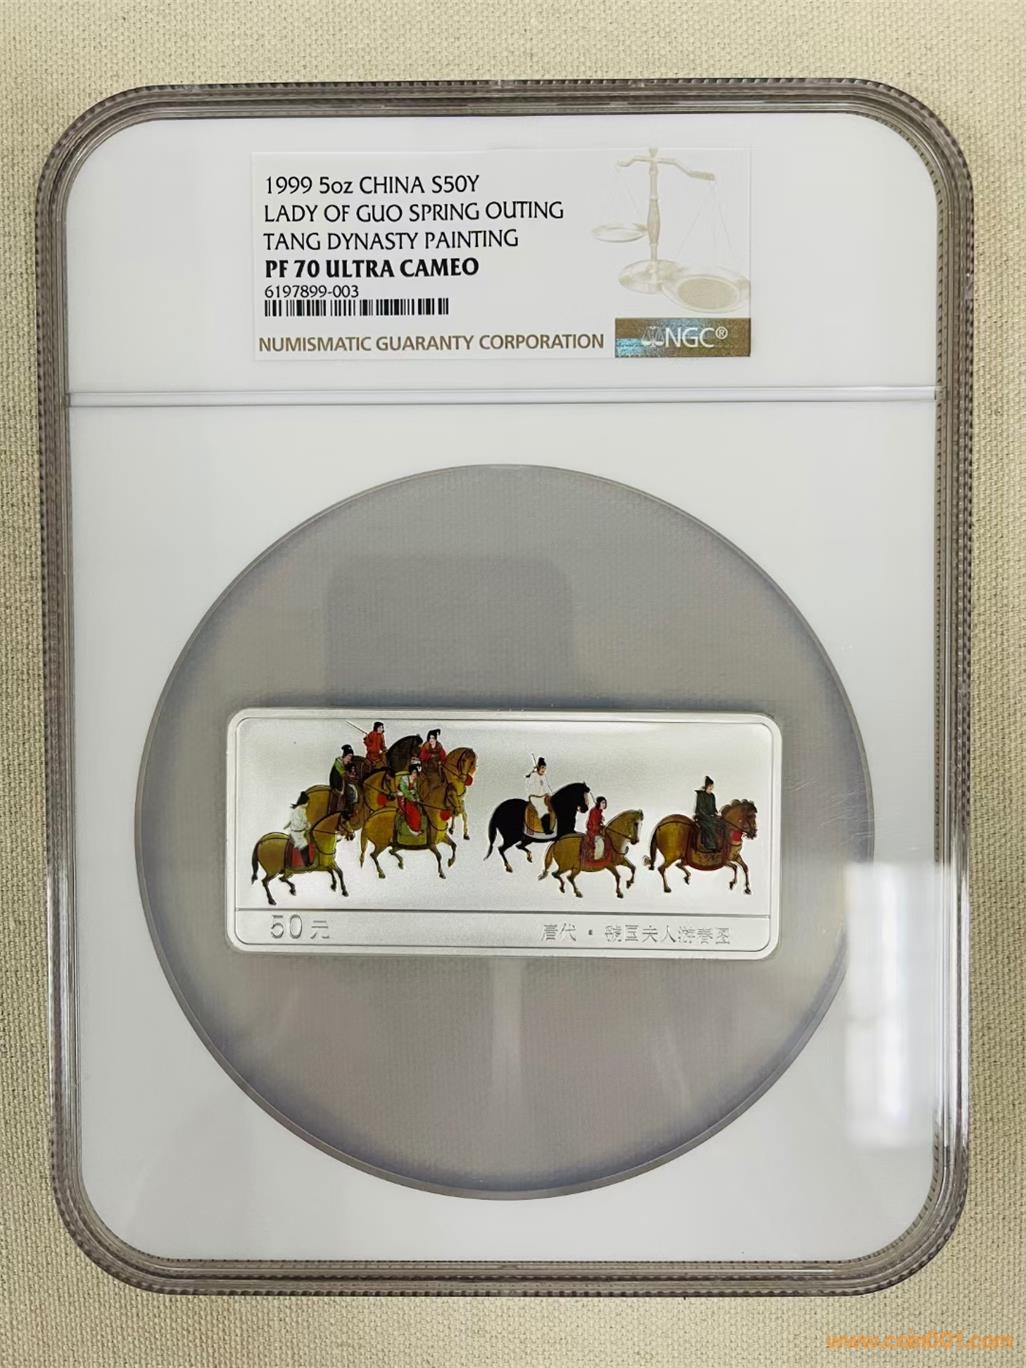 1999 5oz CHINA S50Y
LADY OF GUO SPRING OUTING
TANG DYNASTY PAINTING
PF 70 ULTRA CAMEO
6197899-003
NUMISMATIC GUARANTY CORPORATION
NGC®
50元
唐代·虢国夫人游春图
www.coin001.com